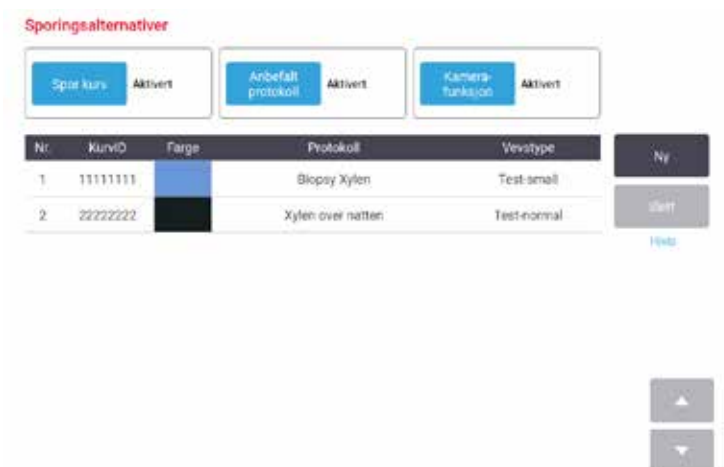 Sporingsalternativer
Spor kurv Aktivert
Anbefalt
protokoll
Aktivert
Kamera-
funksjon
Aktivert
Nr. KurvID Farge Protokoll Vevstype
1 11111111 Biopsy Xylen Test-small
2 22222222 Xylen over natten Test-normal
Ny
Slett
Hjelp